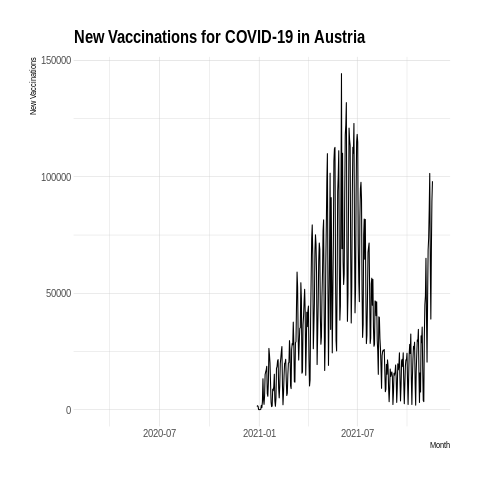 New Vaccinations for COVID-19 in Austria
New Vaccinations
150000
100000
50000
0
2020-07
2021-01
2021-07
Month